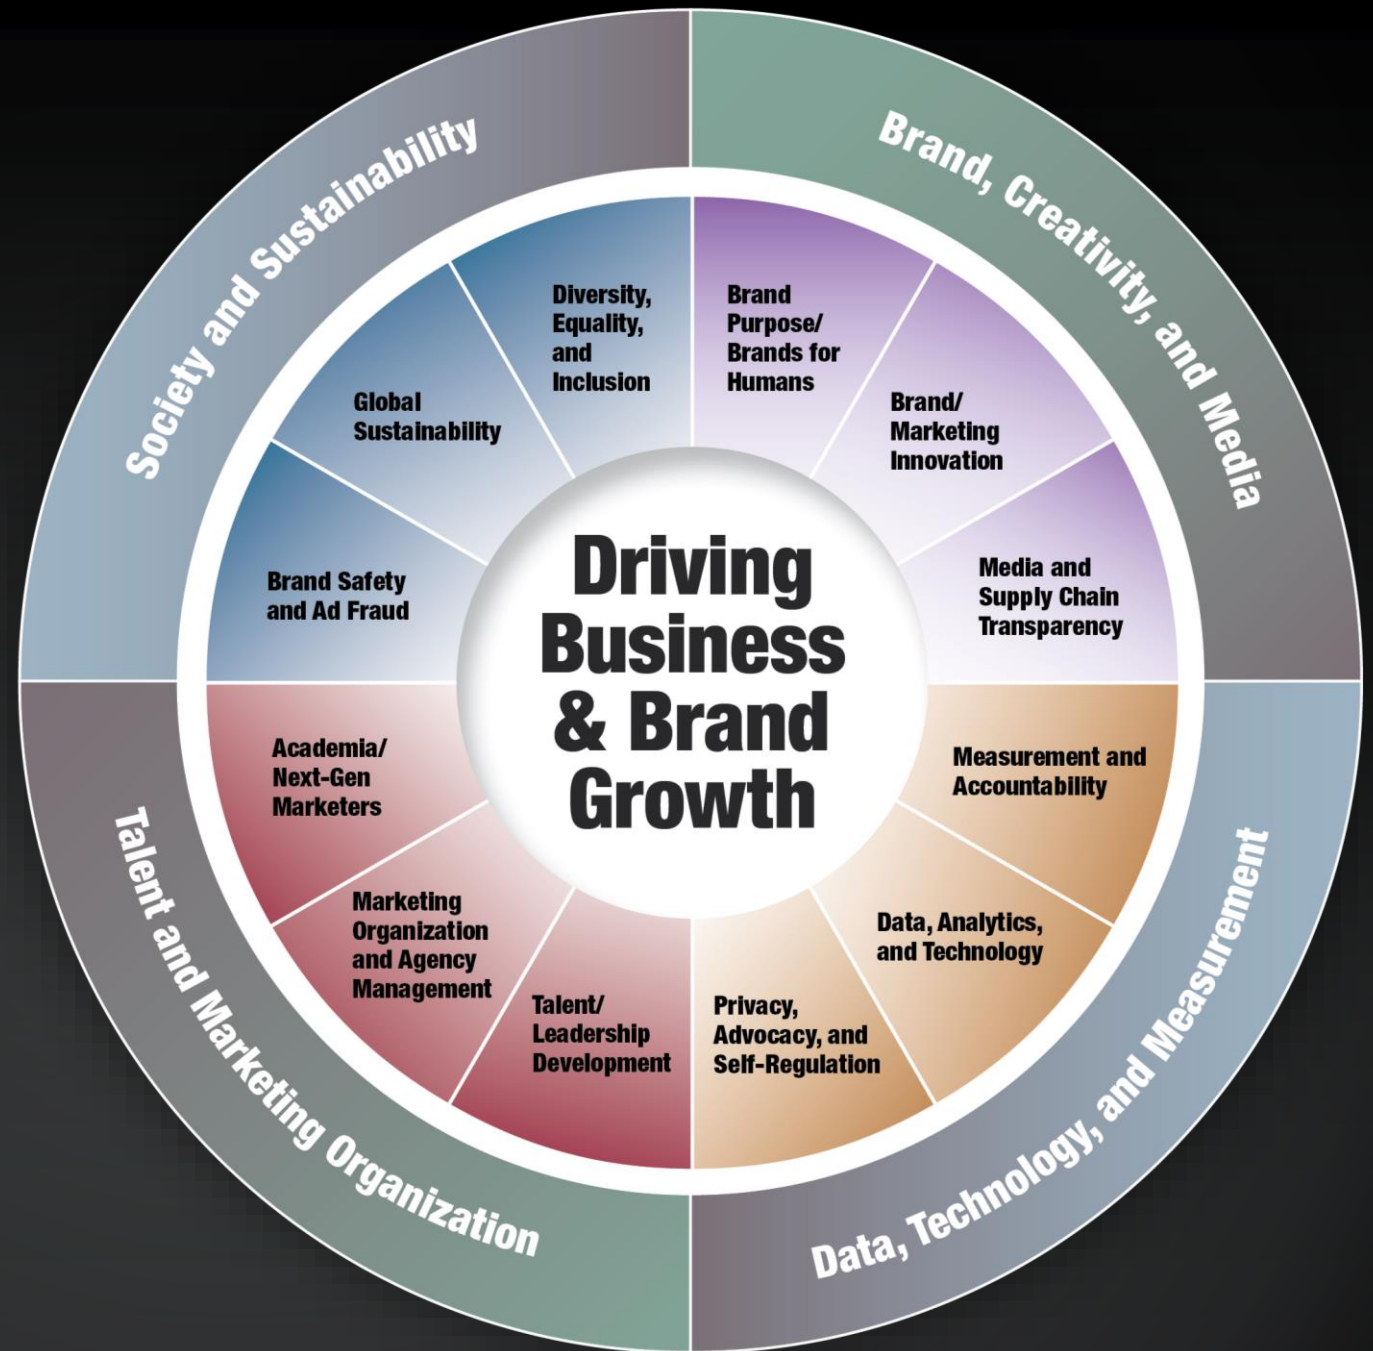 Society and Sustainability
Brand, Creativity, and Media
Diversity,
Equality,
and
Inclusion
Brand
Purpose/
Brands for
Humans
Global
Sustainability
Brand/
Marketing
Innovation
Brand Safety
and Ad Fraud
Media and
Supply Chain
Transparency
Driving
Business
& Brand
Growth
Academia/
Next-Gen
Marketers
Measurement and
Accountability
Marketing
Organization
and Agency
Management
Data, Analytics,
and Technology
Talent/
Leadership
Development
Privacy,
Advocacy, and
Self-Regulation
Talent and Marketing Organization
Data, Technology, and Measurement